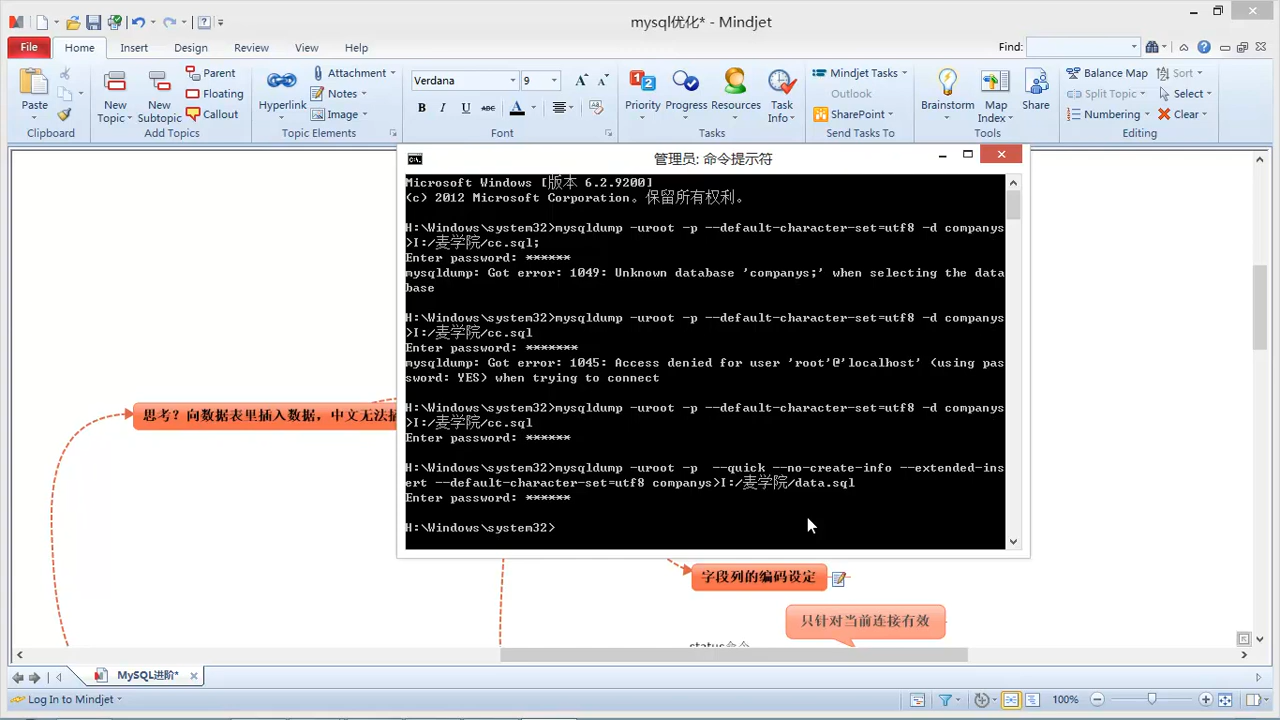 mysql优化* - Mindjet
File Home Insert Design Review View Help Find:
Paste
Clipboard
New Topic
New Subtopic
Parent
Floating
Callout
Add Topics
Hyperlink
Attachment
Notes
Image
Topic Elements
Verdana 9
B I U abc A
Font
Priority
Progress
Resources
Task Info
Tasks
Mindjet Tasks
Outlook
SharePoint
Send Tasks To
Brainstorm
Map Index
Share
Tools
Balance Map
Split Topic
Numbering
Sort
Select
Clear
Editing
管理员: 命令提示符
Microsoft Windows [版本 6.2.9200]
(c) 2012 Microsoft Corporation。保留所有权利。
H:\Windows\system32>mysqldump -uroot -p --default-character-set=utf8 -d companys
>I:/麦学院/cc.sql;
Enter password: ******
mysqldump: Got error: 1049: Unknown database 'companys;' when selecting the data
base
H:\Windows\system32>mysqldump -uroot -p --default-character-set=utf8 -d companys
>I:/麦学院/cc.sql
Enter password: *******
mysqldump: Got error: 1045: Access denied for user 'root'@'localhost' (using pas
sword: YES) when trying to connect
H:\Windows\system32>mysqldump -uroot -p --default-character-set=utf8 -d companys
>I:/麦学院/cc.sql
Enter password: ******
H:\Windows\system32>mysqldump -uroot -p  --quick --no-create-info --extended-ins
ert --default-character-set=utf8 companys>I:/麦学院/data.sql
Enter password: ******
H:\Windows\system32>
思考？向数据表里插入数据，中文无法
字段列的编码设定
只针对当前连接有效
status命令
MySQL进阶*
Log In to Mindjet
100%